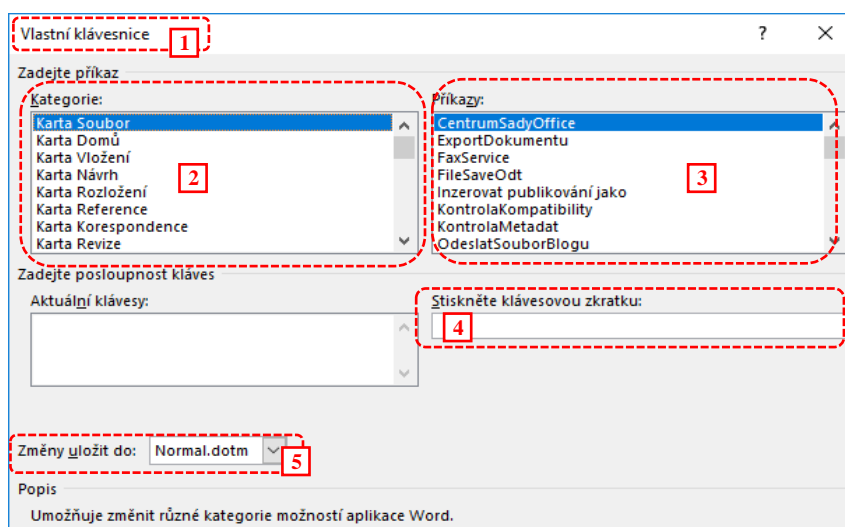 Vlastní klávesnice
1
?
Zadejte příkaz
Kategorie:
Karta Soubor
Karta Domů
Karta Vložení
Karta Návrh
Karta Rozložení
Karta Reference
Karta Korespondence
Karta Revize
2
Příkazy:
CentrumSadyOffice
ExportDokumentu
FaxService
FileSaveOdt
Inzerovat publikování jako
KontrolaKompatibility
KontrolaMetadat
OdeslatSouborBlogu
3
Zadejte posloupnost kláves
Aktuální klávesy:
Stiskněte klávesovou zkratku:
4
Změny uložit do: Normal.dotm
5
Popis
Umožňuje změnit různé kategorie možností aplikace Word.